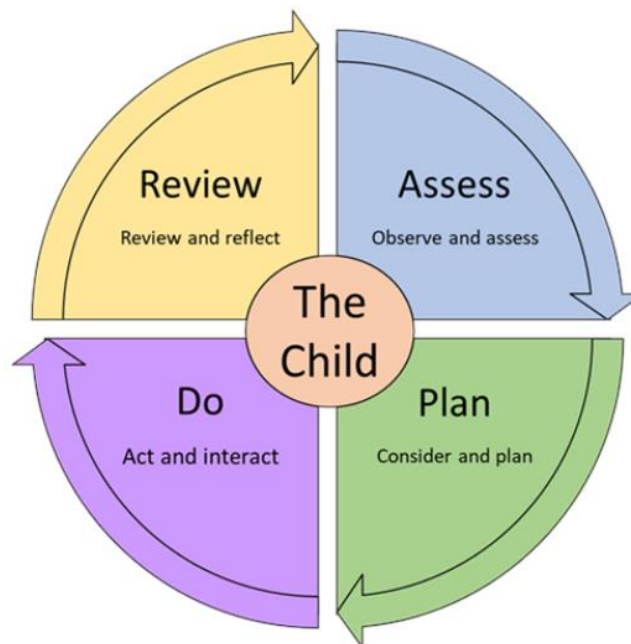 Review
Review and reflect
Assess
Observe and assess
The
Child
Do
Act and interact
Plan
Consider and plan